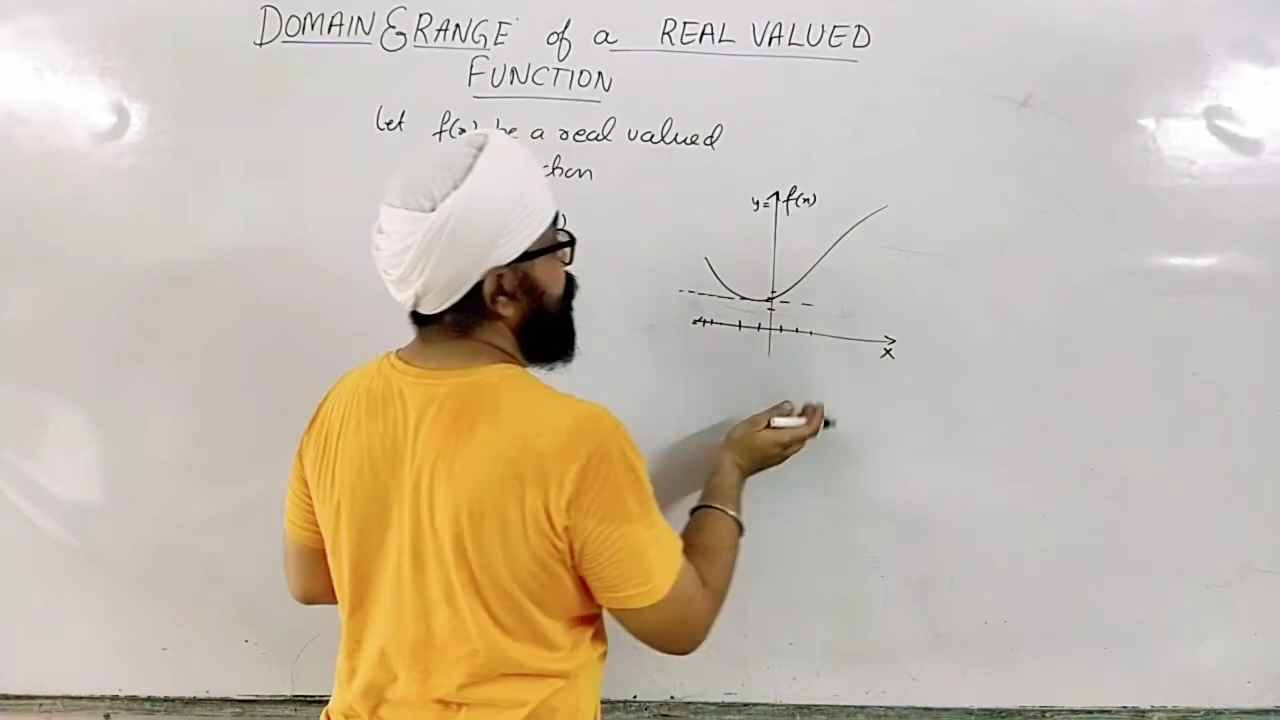 DOMAIN & RANGE of a REAL VALUED
FUNCTION
Let f(x) be a real valued
y = f(x)
X